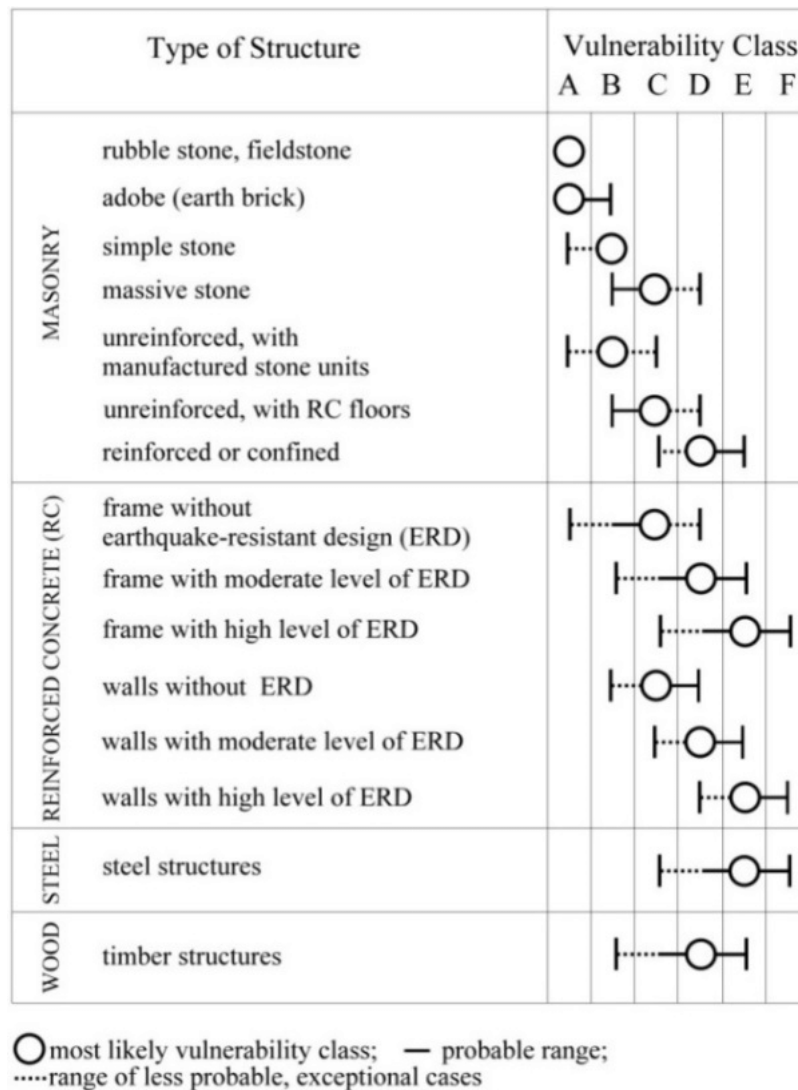 Type of Structure
Vulnerability Class
A B C D E F
MASONRY
rubble stone, fieldstone
adobe (earth brick)
simple stone
massive stone
unreinforced, with
manufactured stone units
unreinforced, with RC floors
reinforced or confined
REINFORCED CONCRETE (RC)
frame without
earthquake-resistant design (ERD)
frame with moderate level of ERD
frame with high level of ERD
walls without ERD
walls with moderate level of ERD
walls with high level of ERD
STEEL
steel structures
WOOD
timber structures
most likely vulnerability class; probable range;
range of less probable, exceptional cases